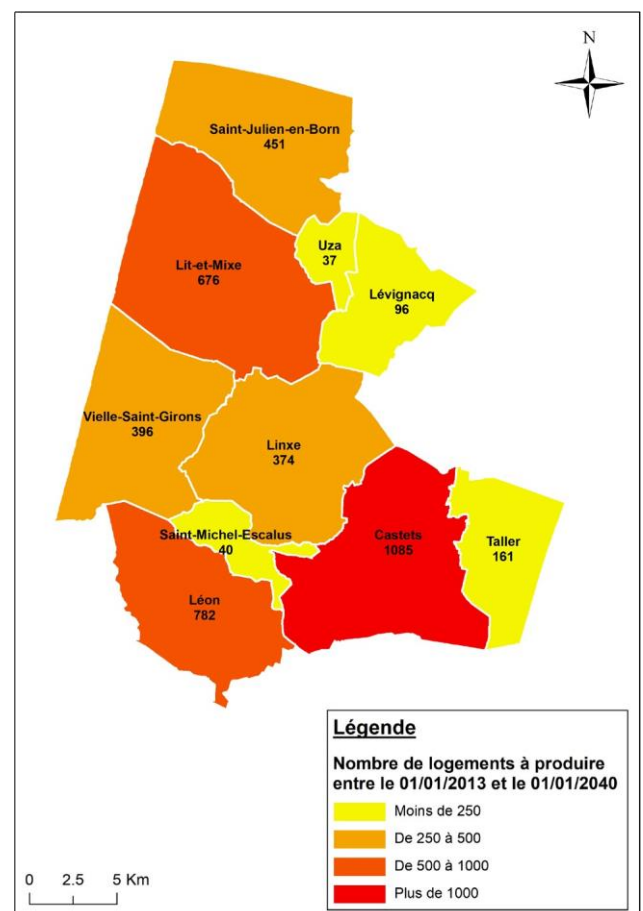 N
Saint-Julien-en-Born
451
Uza
37
Lit-et-Mixe
676
Lévignacq
96
Vielle-Saint-Girons
396
Linxe
374
Saint-Michel-Escalus
40
Castets
1085
Taller
161
Léon
782
Légende
Nombre de logements à produire
entre le 01/01/2013 et le 01/01/2040
Moins de 250
De 250 à 500
De 500 à 1000
Plus de 1000
0 2.5 5 Km